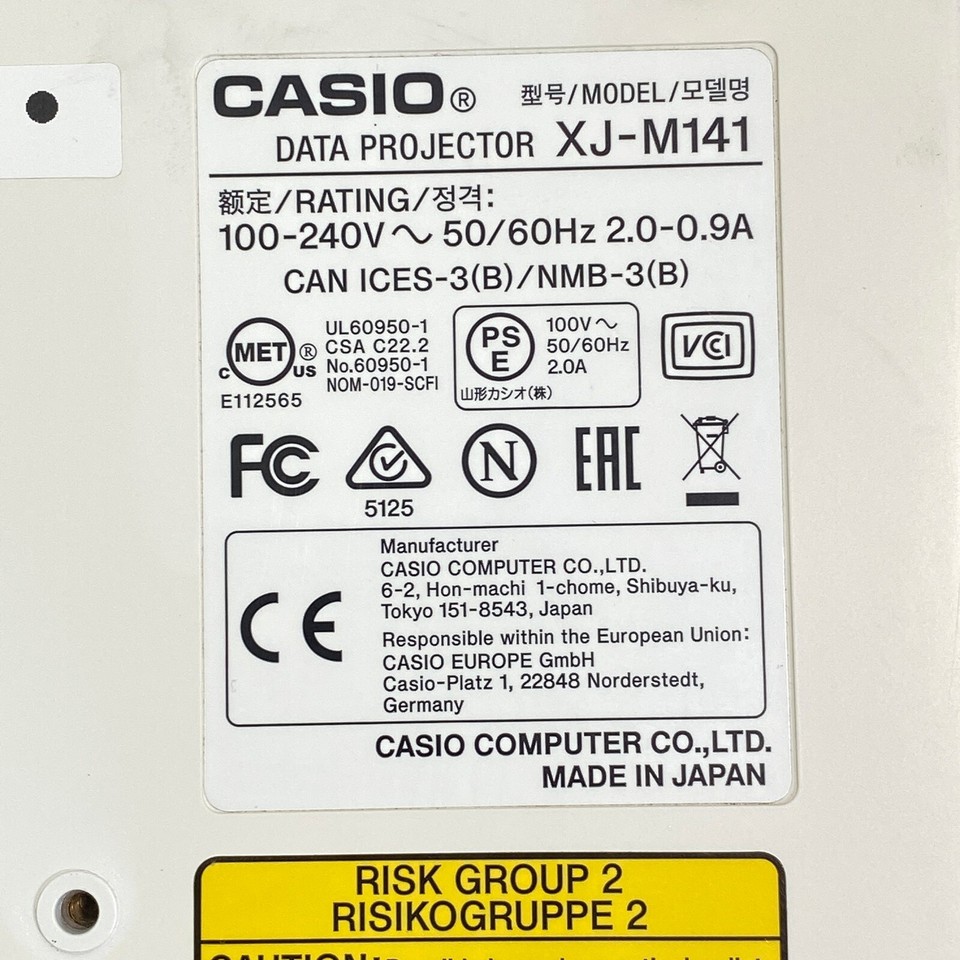 CASIO® 型号/MODEL/모델명
DATA PROJECTOR XJ-M141
额定/RATING/정격:
100-240V～ 50/60Hz 2.0-0.9A
CAN ICES-3(B)/NMB-3(B)
MET®
C US
E112565
UL60950-1
CSA C22.2
No.60950-1
NOM-019-SCFI
PS
E
100V～
50/60Hz
2.0A
山形カシオ(株)
VCCI
FC
5125
N
EAC
CE
Manufacturer
CASIO COMPUTER CO.,LTD.
6-2, Hon-machi 1-chome, Shibuya-ku,
Tokyo 151-8543, Japan
Responsible within the European Union:
CASIO EUROPE GmbH
Casio-Platz 1, 22848 Norderstedt,
Germany
CASIO COMPUTER CO.,LTD.
MADE IN JAPAN
RISK GROUP 2
RISIKOGRUPPE 2
CAUTION: